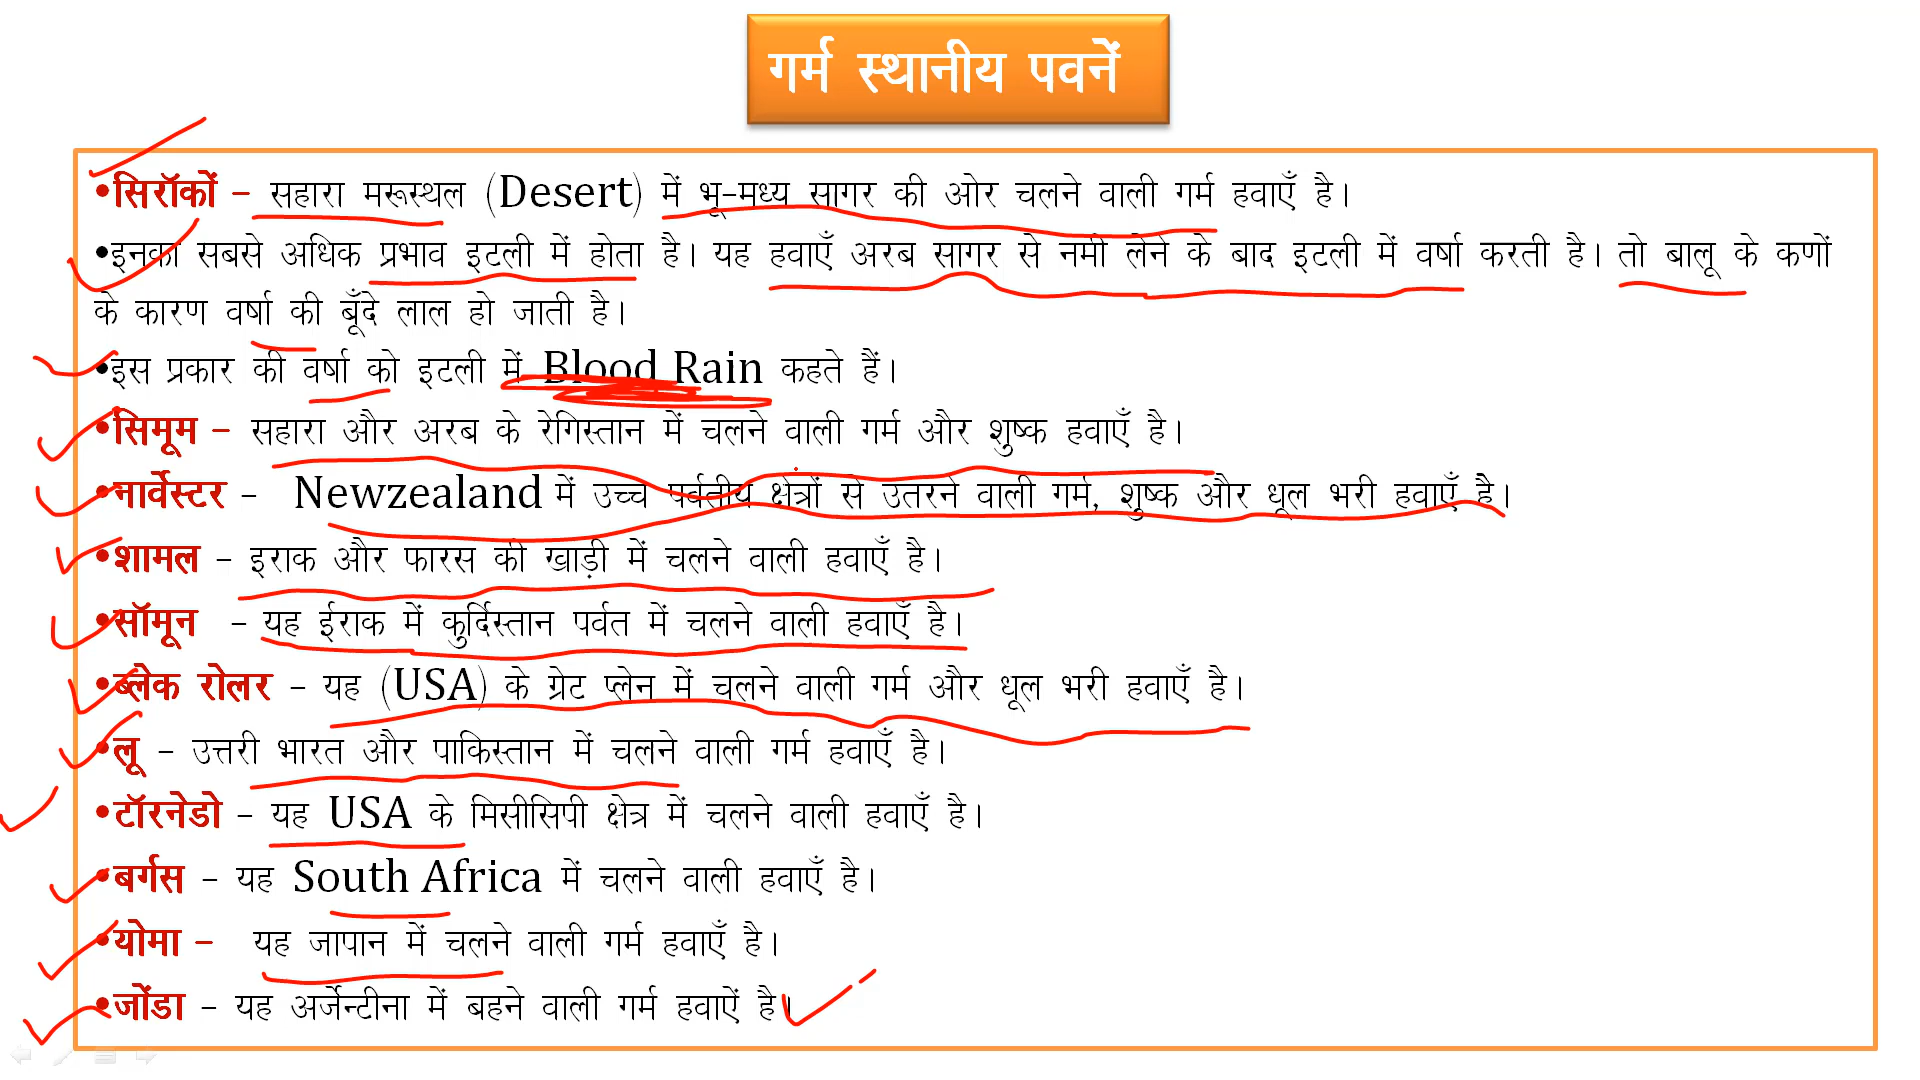 गर्म स्थानीय पवनें
•सिरॉकों – सहारा मरूस्थल (Desert) में भू-मध्य सागर की ओर चलने वाली गर्म हवाएँ है।
•इनका सबसे अधिक प्रभाव इटली में होता है। यह हवाएँ अरब सागर से नमी लेने के बाद इटली में वर्षा करती है। तो बालू के कणों
के कारण वर्षा की बूँदे लाल हो जाती है।
•इस प्रकार की वर्षा को इटली में Blood Rain कहते हैं।
•सिमूम – सहारा और अरब के रेगिस्तान में चलने वाली गर्म और शुष्क हवाएँ है।
•नार्वेस्टर – Newzealand में उच्च पर्वतीय क्षेत्रों से उतरने वाली गर्म, शुष्क और धूल भरी हवाएँ है।
•शामल – इराक और फारस की खाड़ी में चलने वाली हवाएँ है।
•सॉमून – यह ईराक में कुर्दिस्तान पर्वत में चलने वाली हवाएँ है।
•ब्लेक रोलर – यह (USA) के ग्रेट प्लेन में चलने वाली गर्म और धूल भरी हवाएँ है।
•लू – उत्तरी भारत और पाकिस्तान में चलने वाली गर्म हवाएँ है।
•टॉरनेडो – यह USA के मिसीसिपी क्षेत्र में चलने वाली हवाएँ है।
•बर्गस – यह South Africa में चलने वाली हवाएँ है।
•योमा – यह जापान में चलने वाली गर्म हवाएँ है।
•जोंडा – यह अर्जेन्टीना में बहने वाली गर्म हवाऐं है।